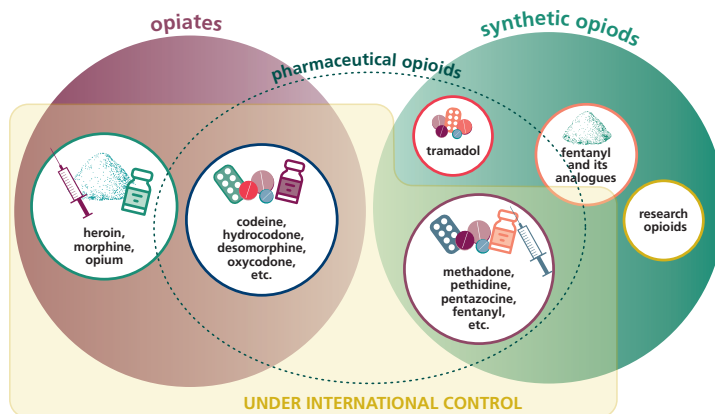 opiates
synthetic opiods
pharmaceutical opioids
tramadol
fentanyl
and its
analogues
research
opioids
heroin,
morphine,
opium
codeine,
hydrocodone,
desomorphine,
oxycodone,
etc.
methadone,
pethidine,
pentazocine,
fentanyl,
etc.
UNDER INTERNATIONAL CONTROL